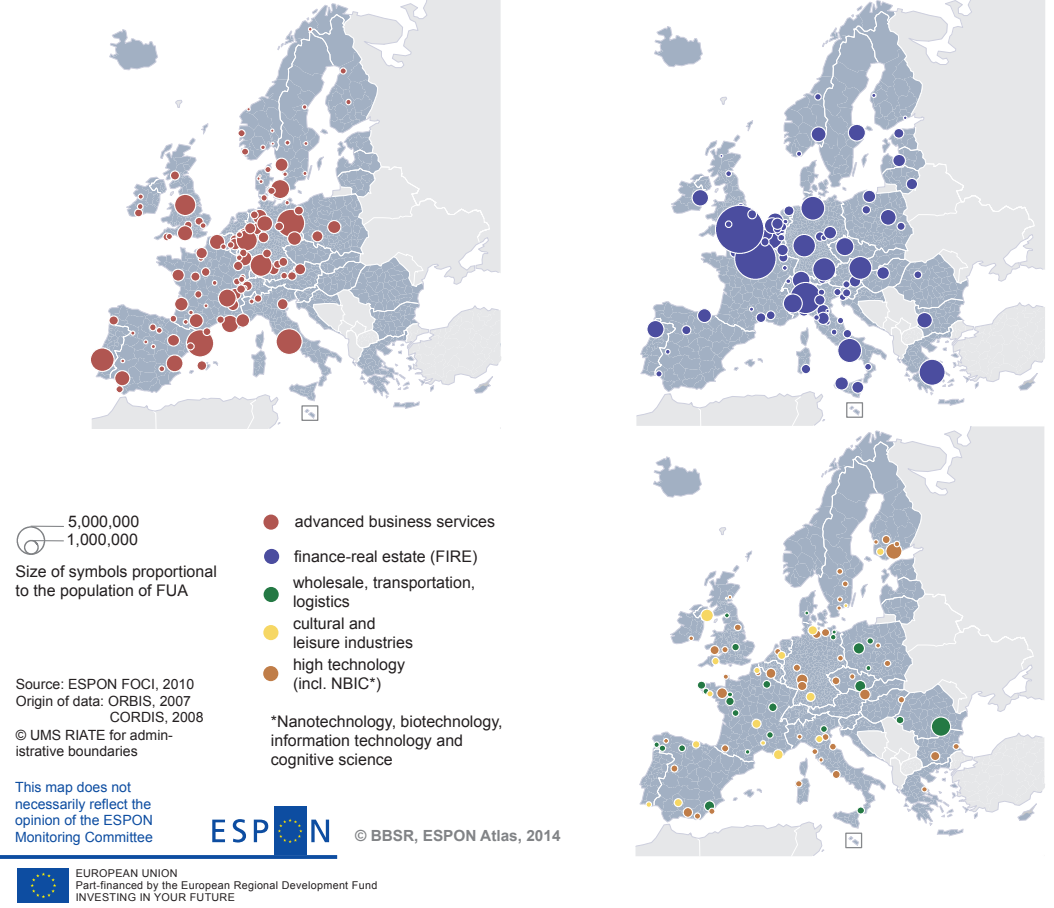 5,000,000
1,000,000
Size of symbols proportional
to the population of FUA
advanced business services
finance-real estate (FIRE)
wholesale, transportation,
logistics
cultural and
leisure industries
high technology
(incl. NBIC*)
*Nanotechnology, biotechnology,
information technology and
cognitive science
Source: ESPON FOCI, 2010
Origin of data: ORBIS, 2007
CORDIS, 2008
© UMS RIATE for admin-
istrative boundaries
This map does not
necessarily reflect the
opinion of the ESPON
Monitoring Committee
ESPON
© BBSR, ESPON Atlas, 2014
EUROPEAN UNION
Part-financed by the European Regional Development Fund
INVESTING IN YOUR FUTURE